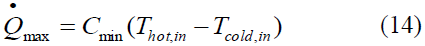 Q̇max = Cmin(Thot,in − Tcold,in) (14)